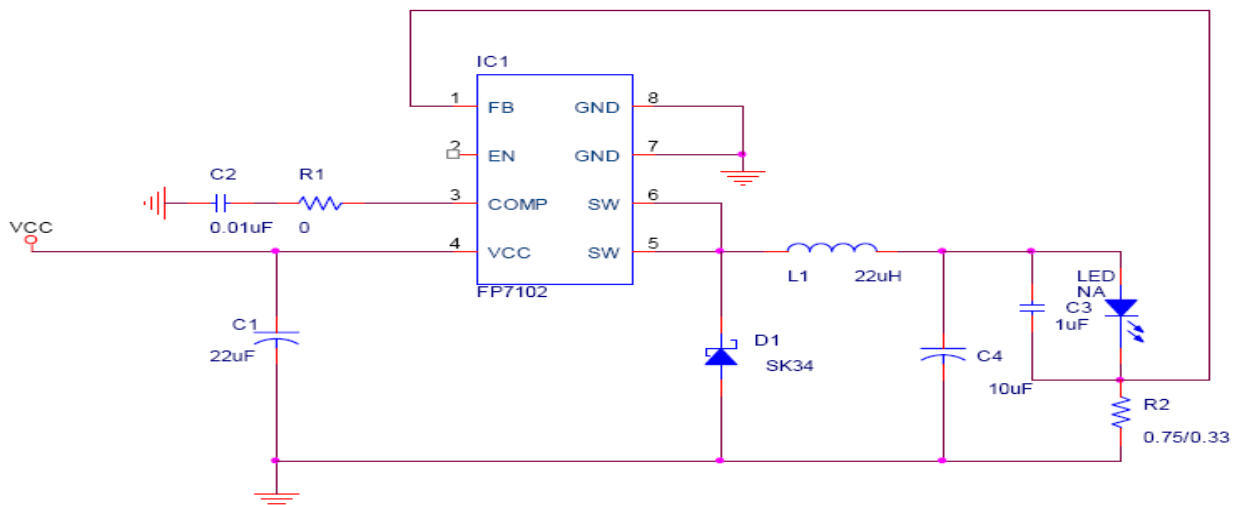 IC1
1 FB GND 8
2 EN GND 7
C2 R1
3 COMP SW 6
0.01uF 0
VCC
4 VCC SW 5
L1 22uH
FP7102
LED
NA
C3
1uF
C1
22uF
D1
SK34
C4
10uF
R2
0.75/0.33